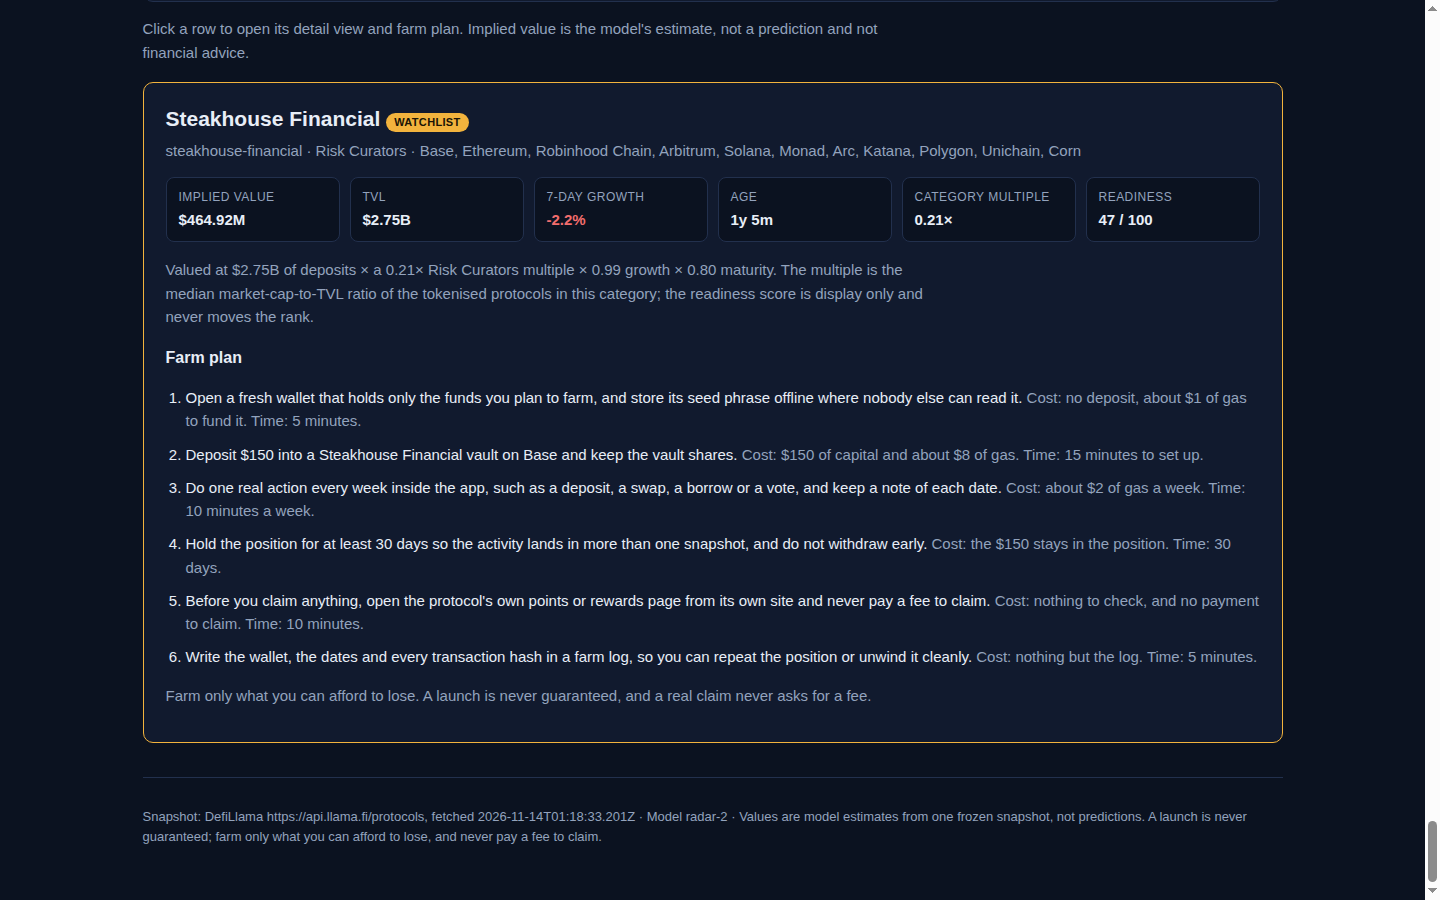 Click a row to open its detail view and farm plan. Implied value is the model's estimate, not a prediction and not
financial advice.
Steakhouse Financial WATCHLIST
steakhouse-financial · Risk Curators · Base, Ethereum, Robinhood Chain, Arbitrum, Solana, Monad, Arc, Katana, Polygon, Unichain, Corn
IMPLIED VALUE TVL 7-DAY GROWTH AGE CATEGORY MULTIPLE READINESS
$464.92M $2.75B -2.2% 1y 5m 0.21× 47 / 100
Valued at $2.75B of deposits × a 0.21× Risk Curators multiple × 0.99 growth × 0.80 maturity. The multiple is the
median market-cap-to-TVL ratio of the tokenised protocols in this category; the readiness score is display only and
never moves the rank.
Farm plan
1. Open a fresh wallet that holds only the funds you plan to farm, and store its seed phrase offline where nobody else can read it. Cost: no deposit, about $1 of gas
to fund it. Time: 5 minutes.
2. Deposit $150 into a Steakhouse Financial vault on Base and keep the vault shares. Cost: $150 of capital and about $8 of gas. Time: 15 minutes to set up.
3. Do one real action every week inside the app, such as a deposit, a swap, a borrow or a vote, and keep a note of each date. Cost: about $2 of gas a week. Time:
10 minutes a week.
4. Hold the position for at least 30 days so the activity lands in more than one snapshot, and do not withdraw early. Cost: the $150 stays in the position. Time: 30
days.
5. Before you claim anything, open the protocol's own points or rewards page from its own site and never pay a fee to claim. Cost: nothing to check, and no payment
to claim. Time: 10 minutes.
6. Write the wallet, the dates and every transaction hash in a farm log, so you can repeat the position or unwind it cleanly. Cost: nothing but the log. Time: 5 minutes.
Farm only what you can afford to lose. A launch is never guaranteed, and a real claim never asks for a fee.
Snapshot: DefiLlama https://api.llama.fi/protocols, fetched 2026-11-14T01:18:33.201Z · Model radar-2 · Values are model estimates from one frozen snapshot, not predictions. A launch is never
guaranteed; farm only what you can afford to lose, and never pay a fee to claim.